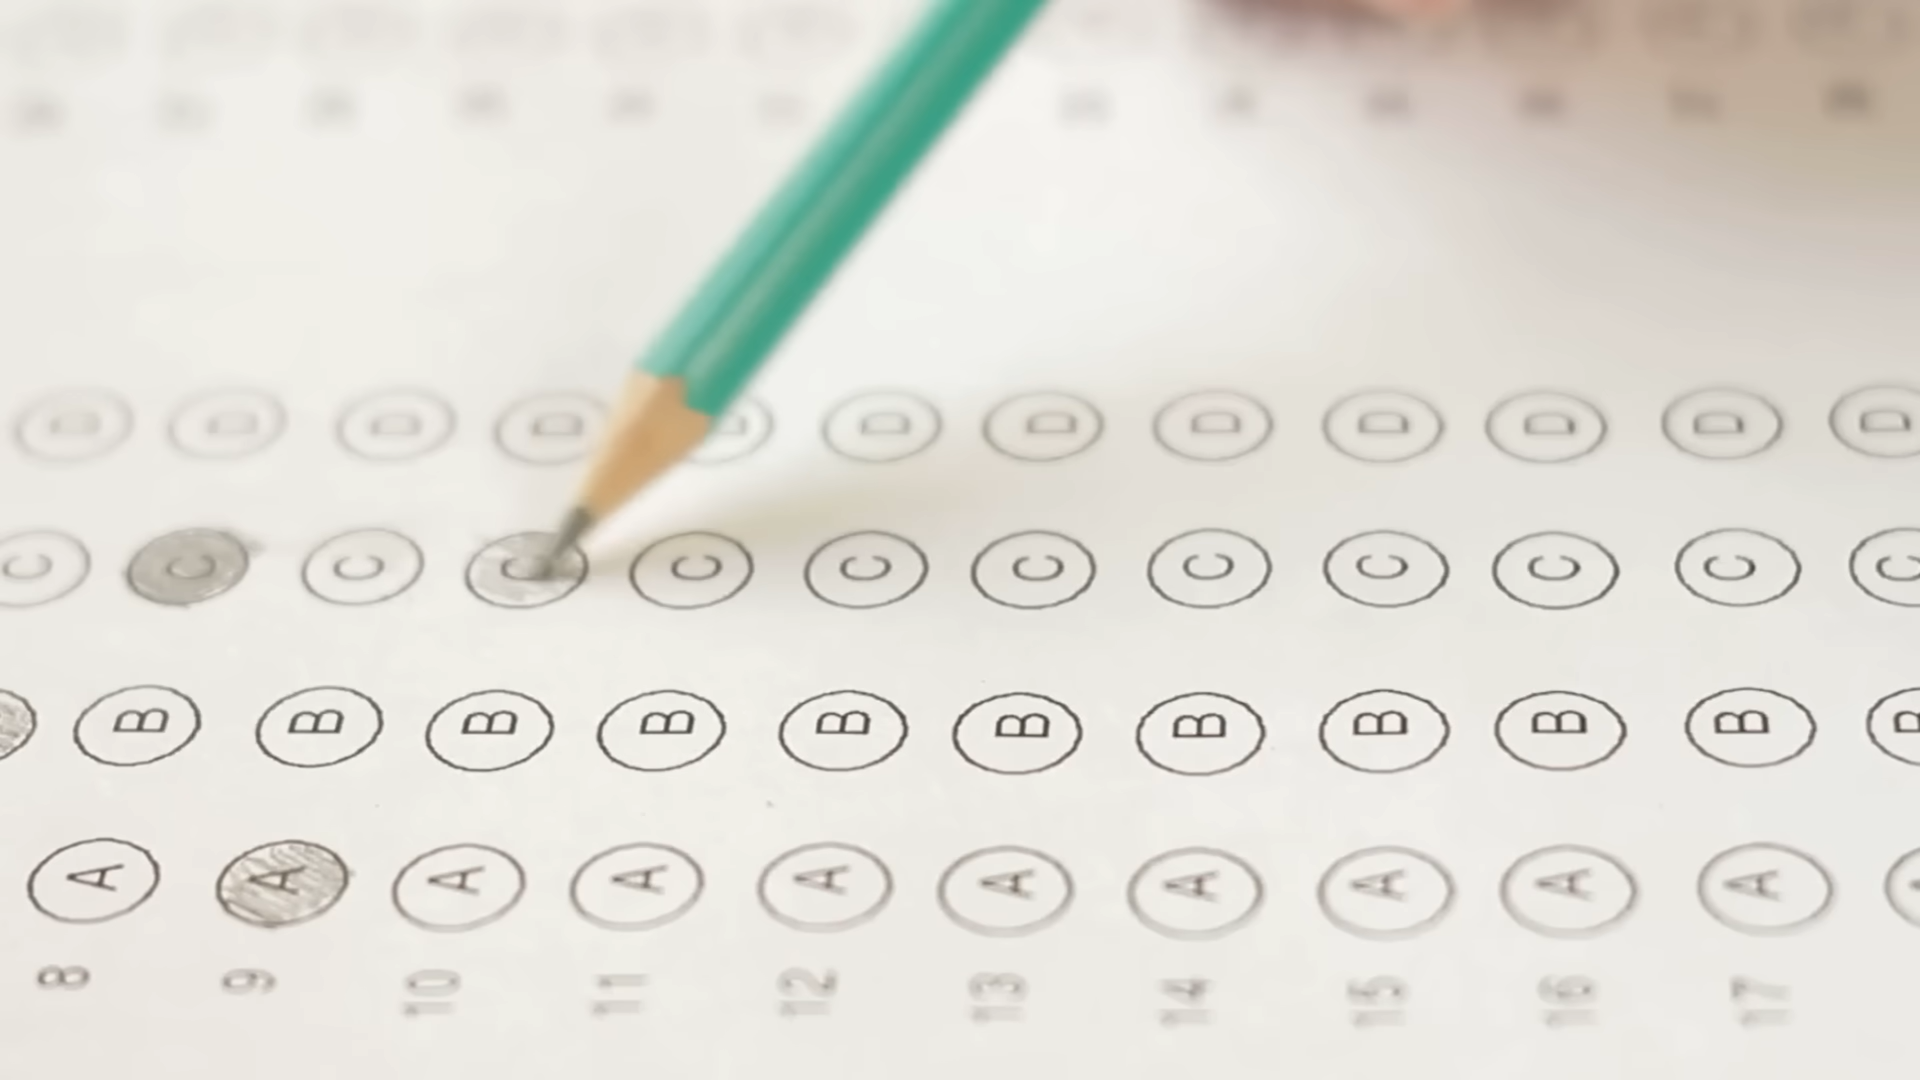 C D
8 A B C D
9 A B C D
10 A B C D
11 A B C D
12 A B C D
13 A B C D
14 A B C D
15 A B C D
16 A B C D
17 A B C D
B C D